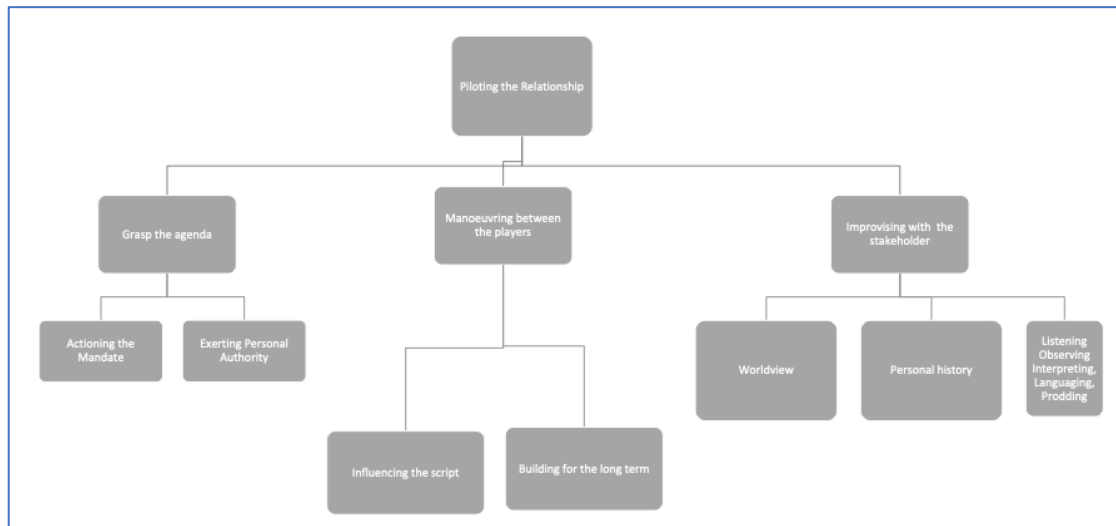 Piloting the Relationship
Grasp the agenda
Manoeuvring between
the players
Improvising with the
stakeholder
Actioning the
Mandate
Exerting Personal
Authority
Influencing the script
Building for the long term
Worldview
Personal history
Listening
Observing
Interpreting,
Languaging,
Prodding